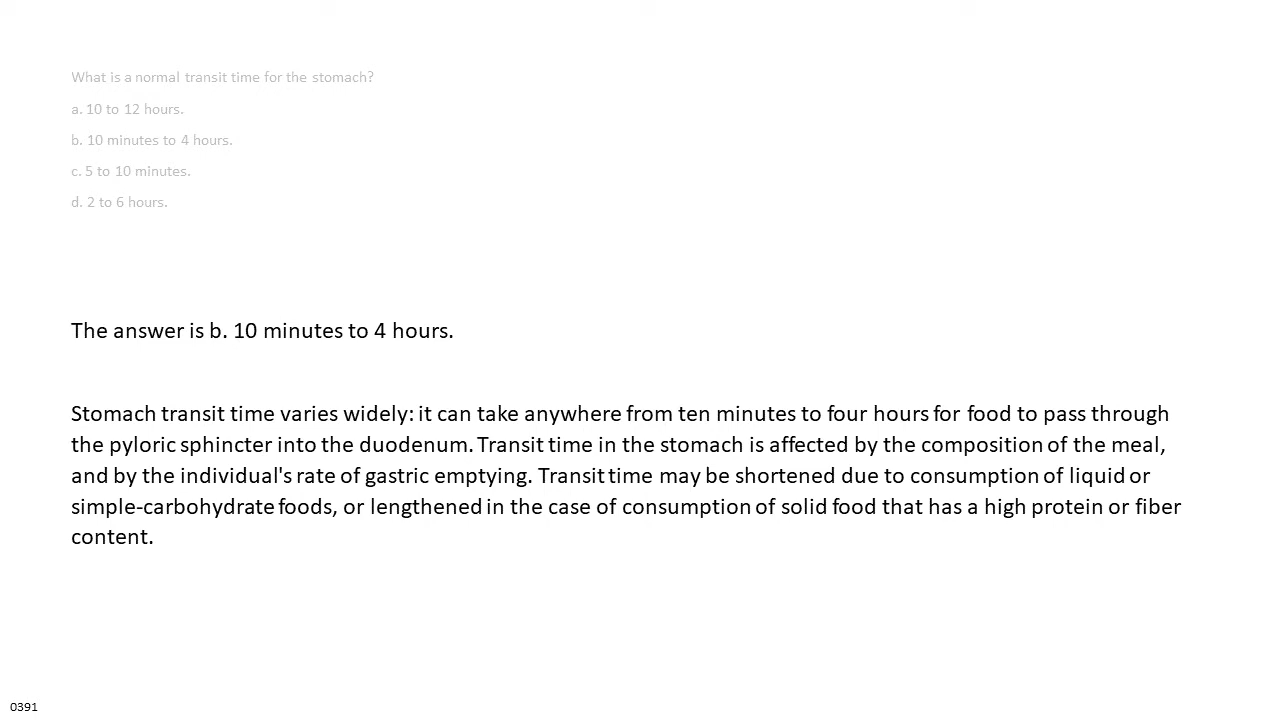 What is a normal transit time for the stomach?
a. 10 to 12 hours.
b. 10 minutes to 4 hours.
c. 5 to 10 minutes.
d. 2 to 6 hours.
The answer is b. 10 minutes to 4 hours.
Stomach transit time varies widely: it can take anywhere from ten minutes to four hours for food to pass through
the pyloric sphincter into the duodenum. Transit time in the stomach is affected by the composition of the meal,
and by the individual's rate of gastric emptying. Transit time may be shortened due to consumption of liquid or
simple-carbohydrate foods, or lengthened in the case of consumption of solid food that has a high protein or fiber
content.
0391